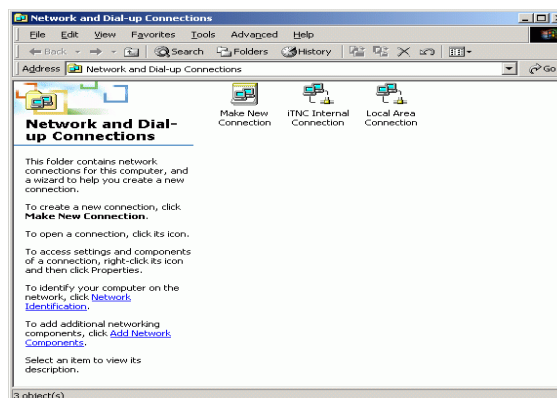 Network and Dial-up Connections
File Edit View Favorites Tools Advanced Help
Back Search Folders History
Address Network and Dial-up Connections Go
Network and Dial-
up Connections
This folder contains network
connections for this computer, and
a wizard to help you create a new
connection.
To create a new connection, click
Make New Connection.
To open a connection, click its icon.
To access settings and components
of a connection, right-click its icon
and then click Properties.
To identify your computer on the
network, click Network
Identification.
To add additional networking
components, click Add Network
Components.
Select an item to view its
description.
Make New
Connection
iTNC Internal
Connection
Local Area
Connection
3 object(s)